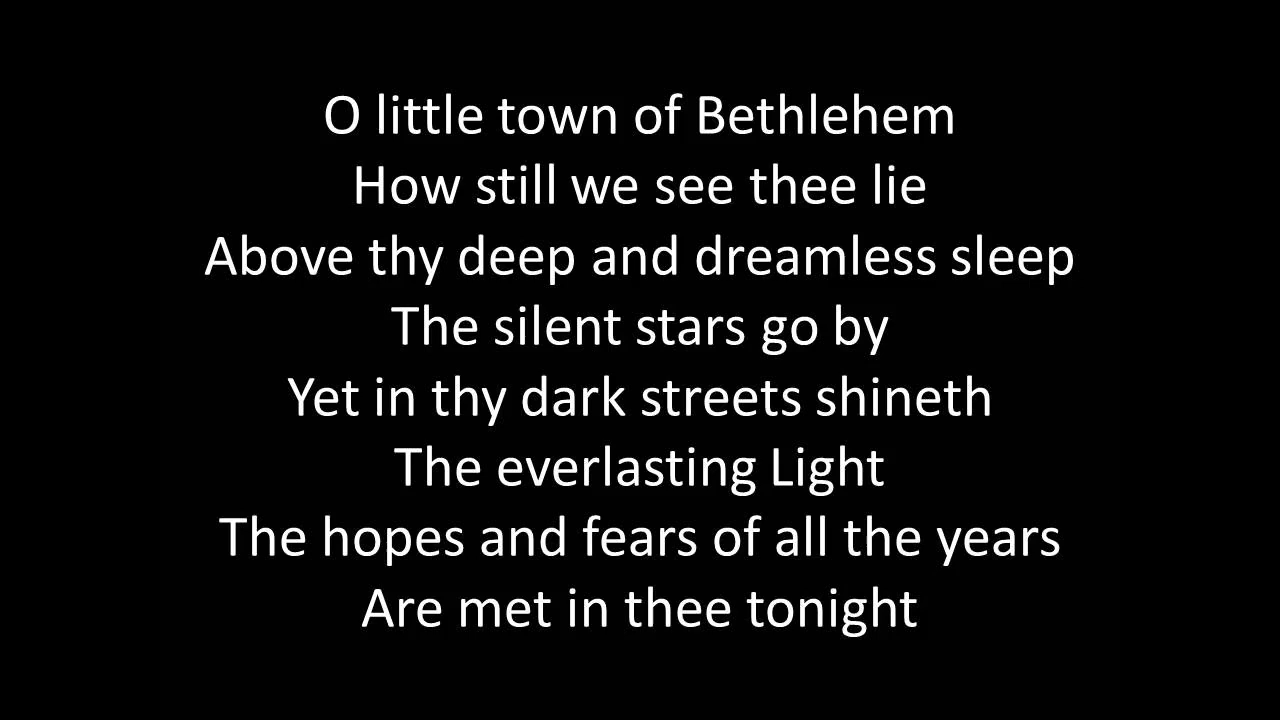 O little town of Bethlehem
How still we see thee lie
Above thy deep and dreamless sleep
The silent stars go by
Yet in thy dark streets shineth
The everlasting Light
The hopes and fears of all the years
Are met in thee tonight